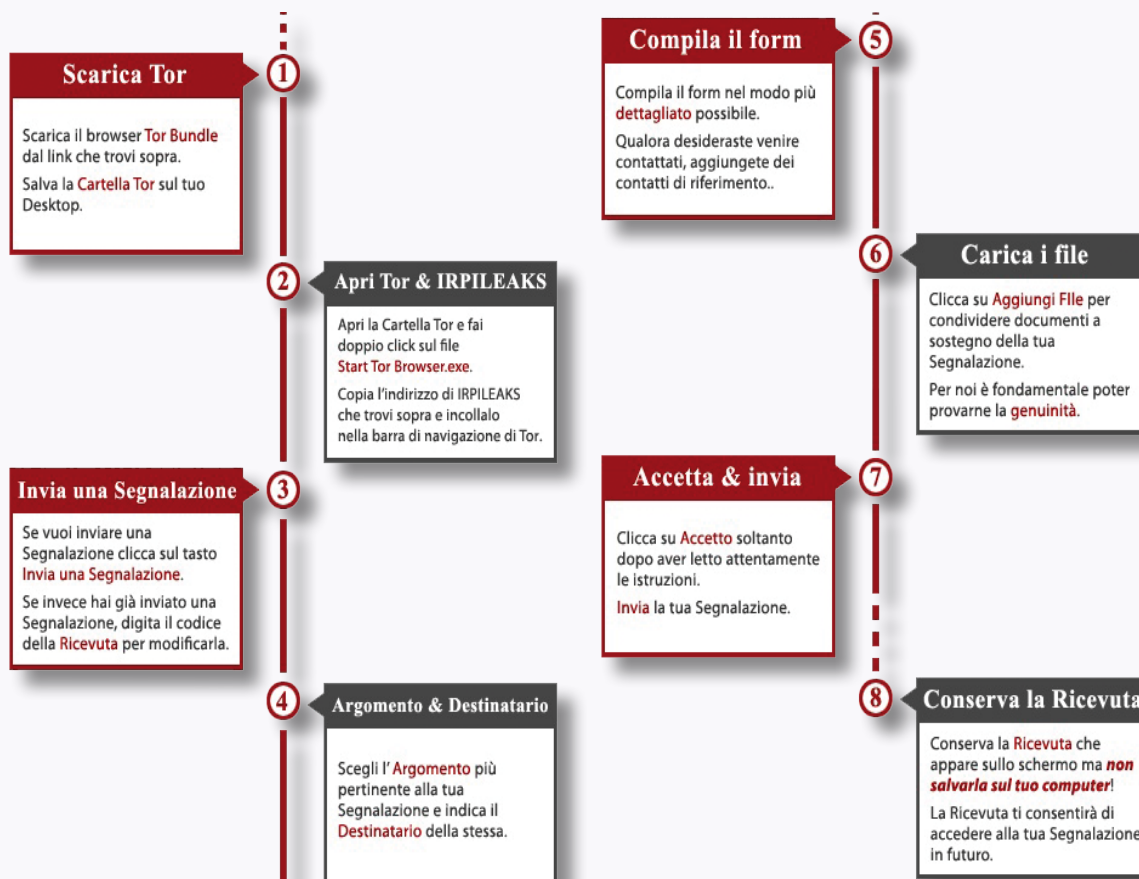 1
Scarica Tor
Scarica il browser Tor Bundle
dal link che trovi sopra.
Salva la Cartella Tor sul tuo
Desktop.
2
Apri Tor & IRPILEAKS
Apri la Cartella Tor e fai
doppio click sul file
Start Tor Browser.exe.
Copia l'indirizzo di IRPILEAKS
che trovi sopra e incollalo
nella barra di navigazione di Tor.
3
Invia una Segnalazione
Se vuoi inviare una
Segnalazione clicca sul tasto
Invia una Segnalazione.
Se invece hai già inviato una
Segnalazione, digita il codice
della Ricevuta per modificarla.
4
Argomento & Destinatario
Scegli l' Argomento più
pertinente alla tua
Segnalazione e indica il
Destinatario della stessa.
5
Compila il form
Compila il form nel modo più
dettagliato possibile.
Qualora desideraste venire
contattati, aggiungete dei
contatti di riferimento..
6
Carica i file
Clicca su Aggiungi FIle per
condividere documenti a
sostegno della tua
Segnalazione.
Per noi è fondamentale poter
provarne la genuinità.
7
Accetta & invia
Clicca su Accetto soltanto
dopo aver letto attentamente
le istruzioni.
Invia la tua Segnalazione.
8
Conserva la Ricevuta
Conserva la Ricevuta che
appare sullo schermo ma non
salvarla sul tuo computer!
La Ricevuta ti consentirà di
accedere alla tua Segnalazione
in futuro.